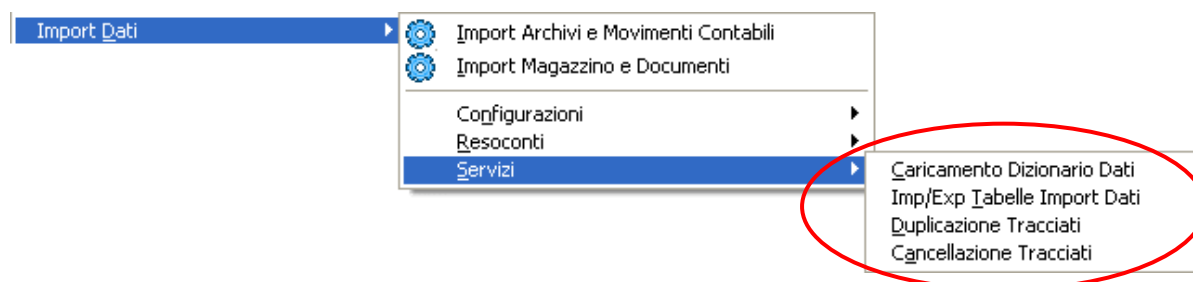 Import Dati
Import Archivi e Movimenti Contabili
Import Magazzino e Documenti
Configurazioni
Resoconti
Servizi
Caricamento Dizionario Dati
Imp/Exp Tabelle Import Dati
Duplicazione Tracciati
Cancellazione Tracciati